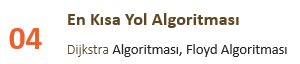 04
En Kısa Yol Algoritması
Dijkstra Algoritması, Floyd Algoritması